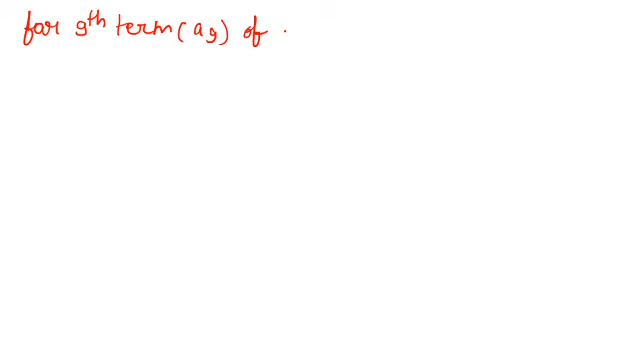 for 9th term (a9) of .